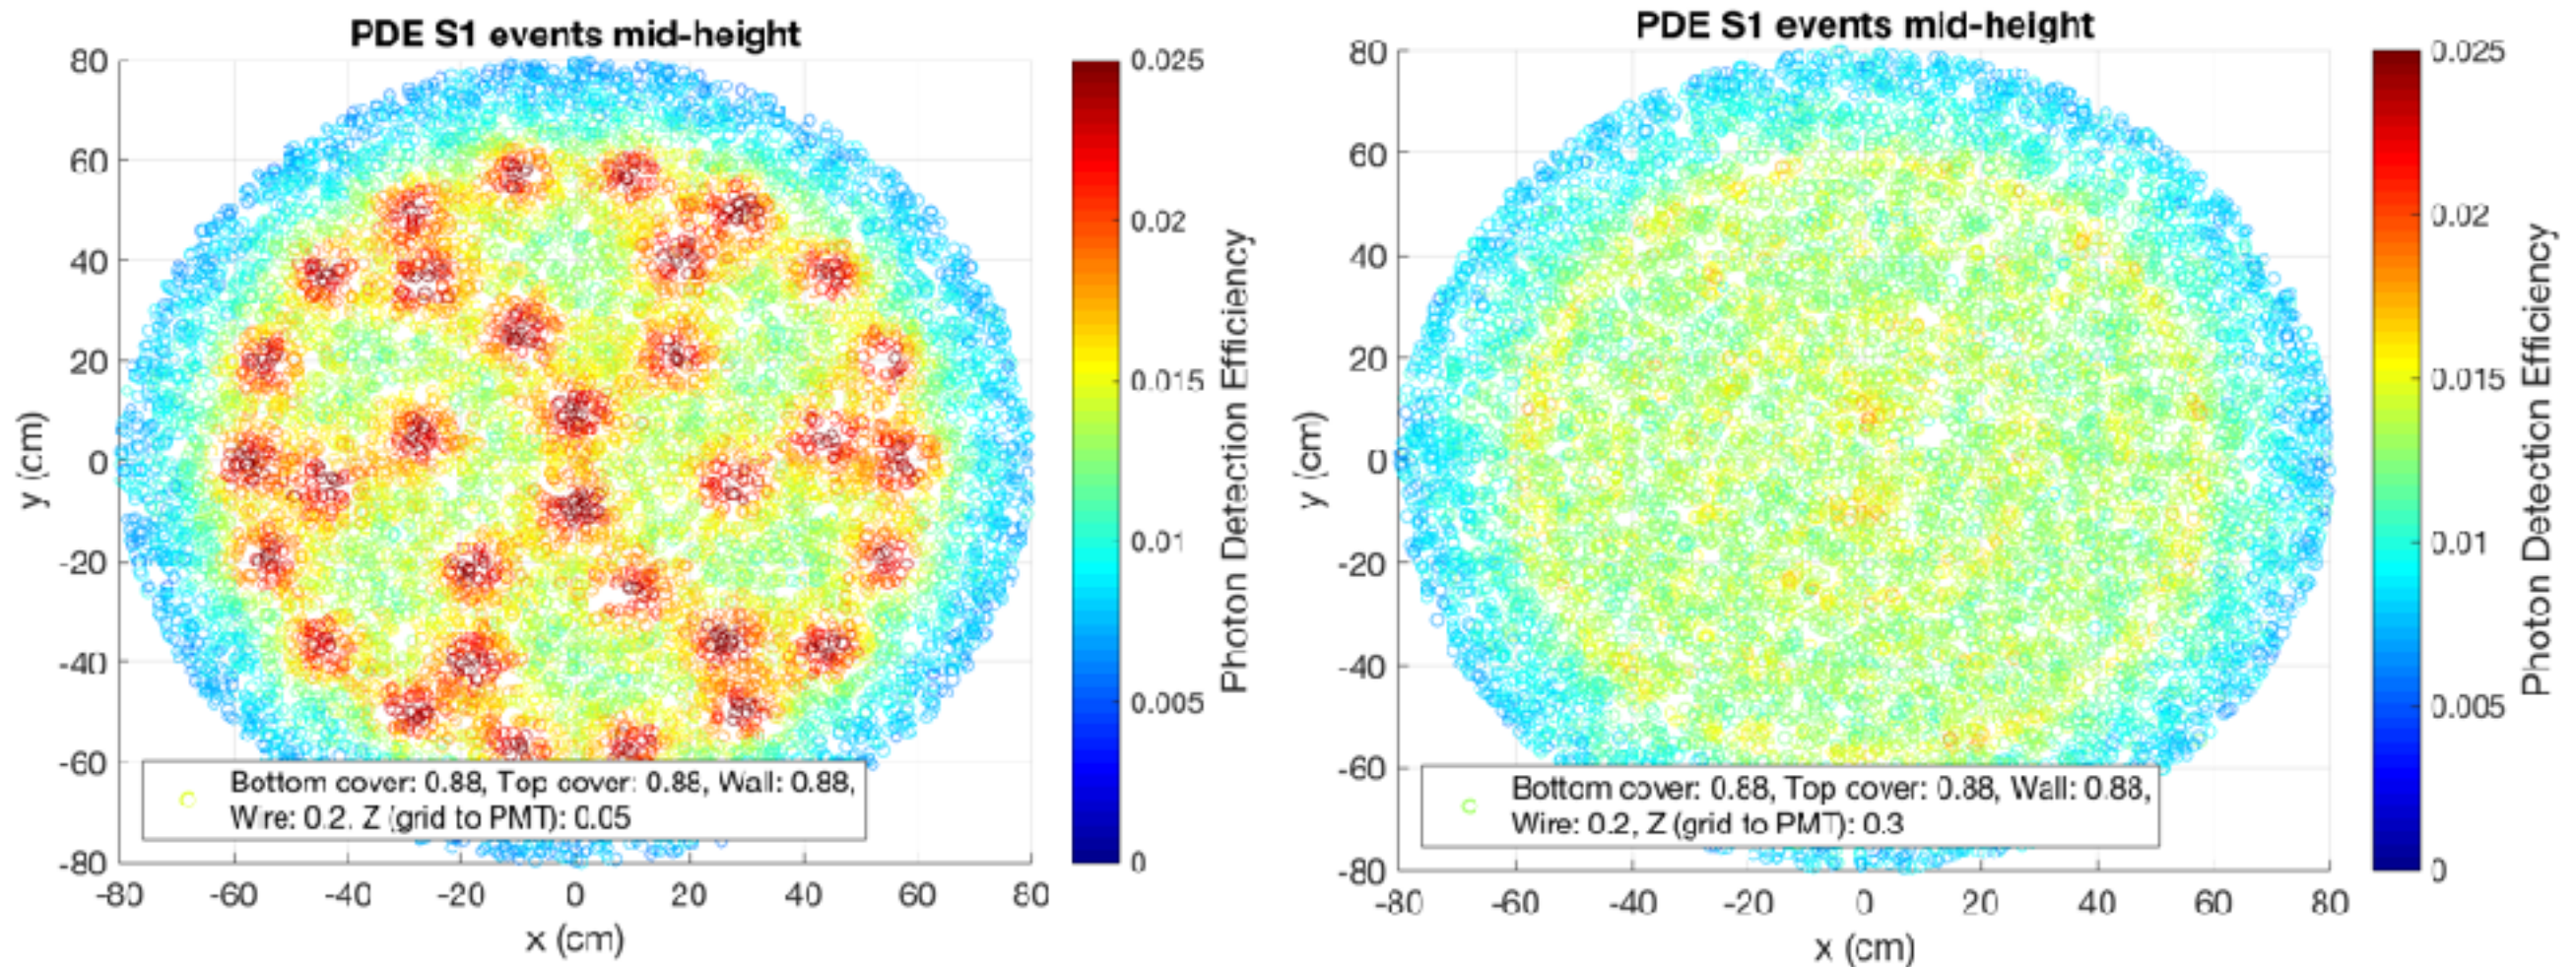 PDE S1 events mid-height
80
60
40
20
0
-20
-40
-60
-80
y (cm)
-80 -60 -40 -20 0 20 40 60 80
x (cm)
Bottom cover: 0.88, Top cover: 0.88, Wall: 0.88,
Wire: 0.2, Z (grid to PMT): 0.05
0.025
0.02
0.015
0.01
0.005
0
Photon Detection Efficiency
PDE S1 events mid-height
80
60
40
20
0
-20
-40
-60
-80
y (cm)
-80 -60 -40 -20 0 20 40 60 80
x (cm)
Bottom cover: 0.88, Top cover: 0.88, Wall: 0.88,
Wire: 0.2, Z (grid to PMT): 0.3
0.025
0.02
0.015
0.01
0.005
0
Photon Detection Efficiency